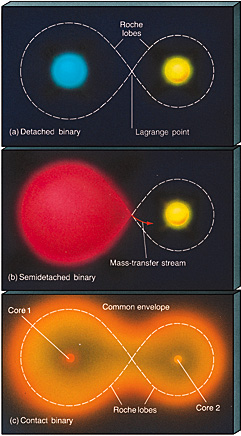 Roche
lobes
(a) Detached binary
Lagrange point
(b) Semidetached binary
Mass-transfer stream
Common envelope
Core 1
Core 2
Roche lobes
(c) Contact binary